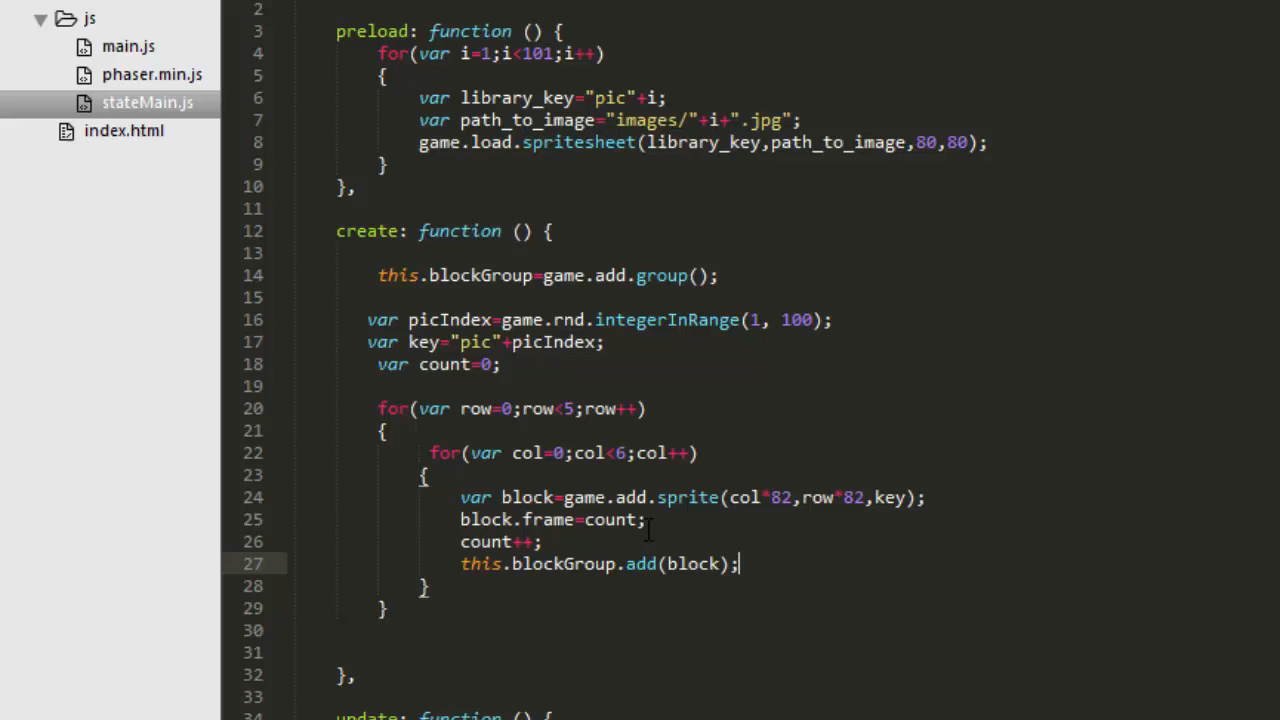 js
main.js
phaser.min.js
stateMain.js
index.html
2
3 preload: function () {
4 for(var i=1;i<101;i++)
5 {
6 var library_key="pic"+i;
7 var path_to_image="images/"+i+".jpg";
8 game.load.spritesheet(library_key,path_to_image,80,80);
9 }
10 },
11
12 create: function () {
13
14 this.blockGroup=game.add.group();
15
16 var picIndex=game.rnd.integerInRange(1, 100);
17 var key="pic"+picIndex;
18 var count=0;
19
20 for(var row=0;row<5;row++)
21 {
22 for(var col=0;col<6;col++)
23 {
24 var block=game.add.sprite(col*82,row*82,key);
25 block.frame=count;
26 count++;
27 this.blockGroup.add(block);
28 }
29 }
30
31
32 },
33
34 update: function () {